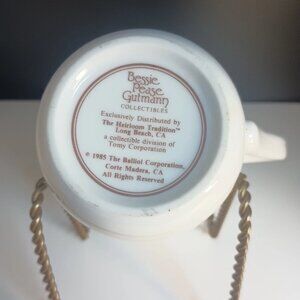 Bessie
Pease
Gutmann
COLLECTIBLES
Exclusively Distributed by
The Heirloom Tradition™
Long Beach, CA
a collectible division of
Tomy Corporation
© 1985 The Balliol Corporation,
Corte Madera, CA
All Rights Reserved